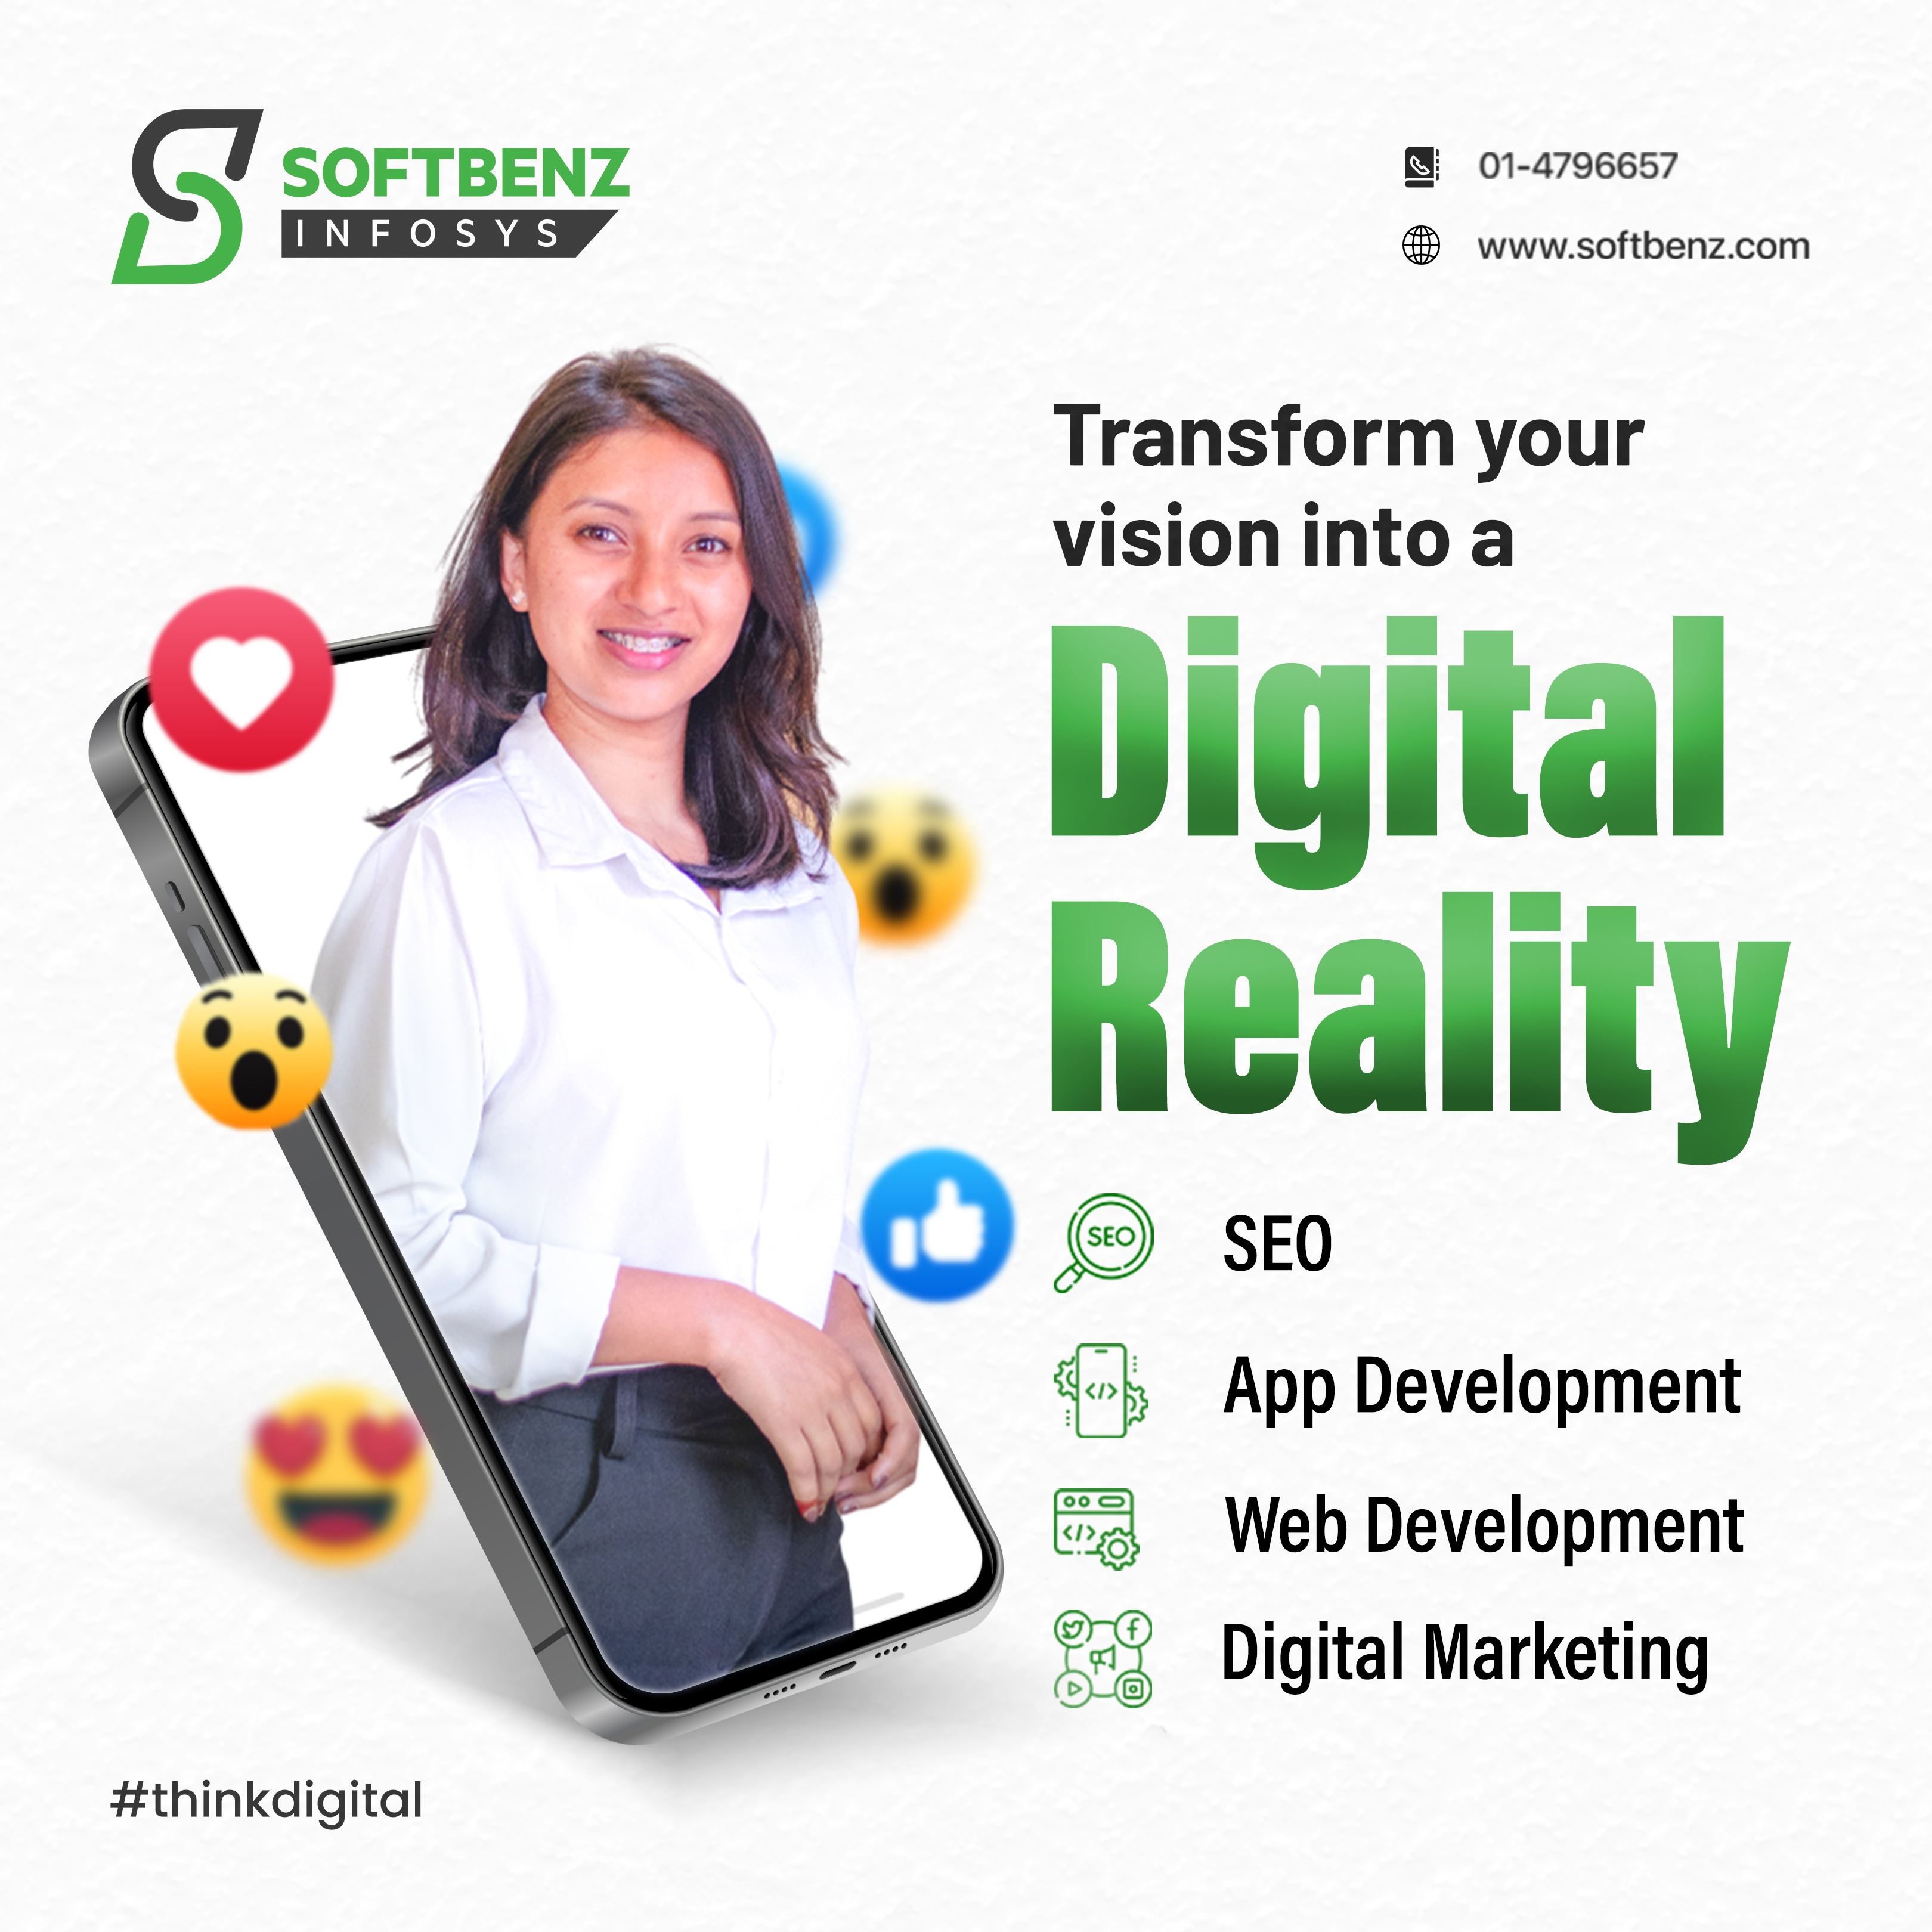 SOFTBENZ
INFOSYS
01-4796657
www.softbenz.com
Transform your
vision into a
Digital
Reality
SEO
SEO
App Development
Web Development
Digital Marketing
#thinkdigital